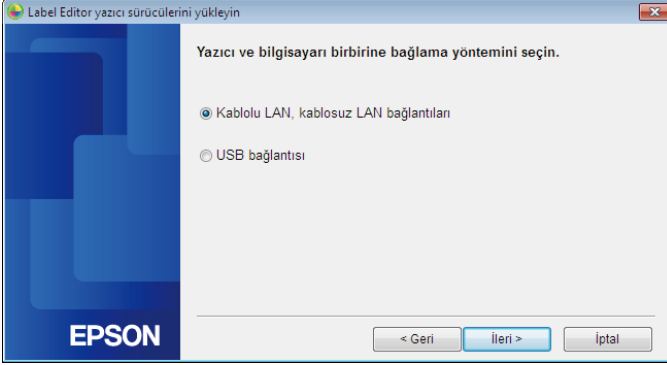 Label Editor yazıcı sürücülerini yükleyin
Yazıcı ve bilgisayarı birbirine bağlama yöntemini seçin.
Kablolu LAN, kablosuz LAN bağlantıları
USB bağlantısı
EPSON
< Geri
İleri >
İptal